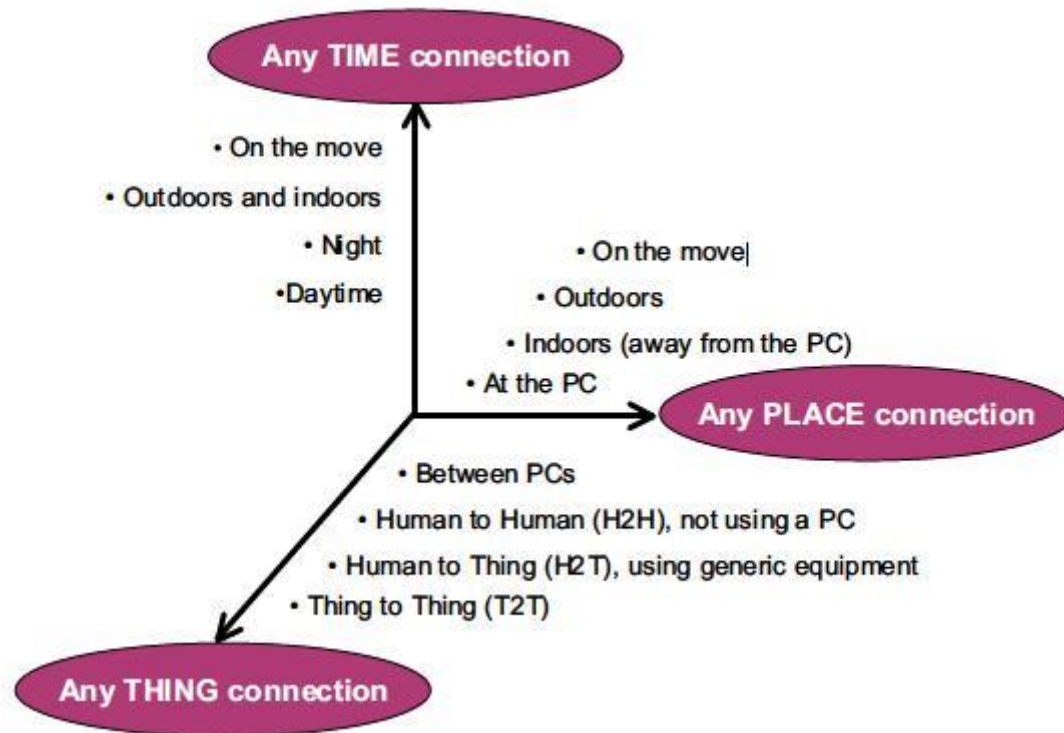 Any TIME connection
• On the move
• Outdoors and indoors
• Night
•Daytime
• On the move
• Outdoors
• Indoors (away from the PC)
• At the PC
Any PLACE connection
• Between PCs
• Human to Human (H2H), not using a PC
• Human to Thing (H2T), using generic equipment
• Thing to Thing (T2T)
Any THING connection